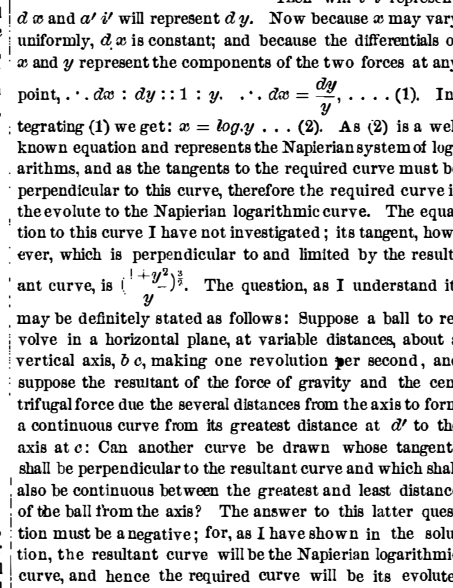 d x and a′ i′ will represent d y. Now because x may vary
uniformly, d x is constant; and because the differentials o
x and y represent the components of the two forces at any
point, . · . dx : dy :: 1 : y. . · . dx = dy/y, . . . . (1). In
tegrating (1) we get: x = log.y . . . (2). As (2) is a we
known equation and represents the Napierian system of log
arithms, and as the tangents to the required curve must b
perpendicular to this curve, therefore the required curve i
the evolute to the Napierian logarithmic curve. The equa
tion to this curve I have not investigated; its tangent, how
ever, which is perpendicular to and limited by the result
ant curve, is (1+y²/y)^3/2. The question, as I understand it
may be definitely stated as follows: Suppose a ball to re
volve in a horizontal plane, at variable distances, about a
vertical axis, b c, making one revolution per second, and
suppose the resultant of the force of gravity and the cen
trifugal force due the several distances from the axis to form
a continuous curve from its greatest distance at d′ to the
axis at c: Can another curve be drawn whose tangent
shall be perpendicular to the resultant curve and which shal
also be continuous between the greatest and least distanc
of the ball from the axis? The answer to this latter ques
tion must be a negative; for, as I have shown in the solu
tion, the resultant curve will be the Napierian logarithmi
curve, and hence the required curve will be its evolute